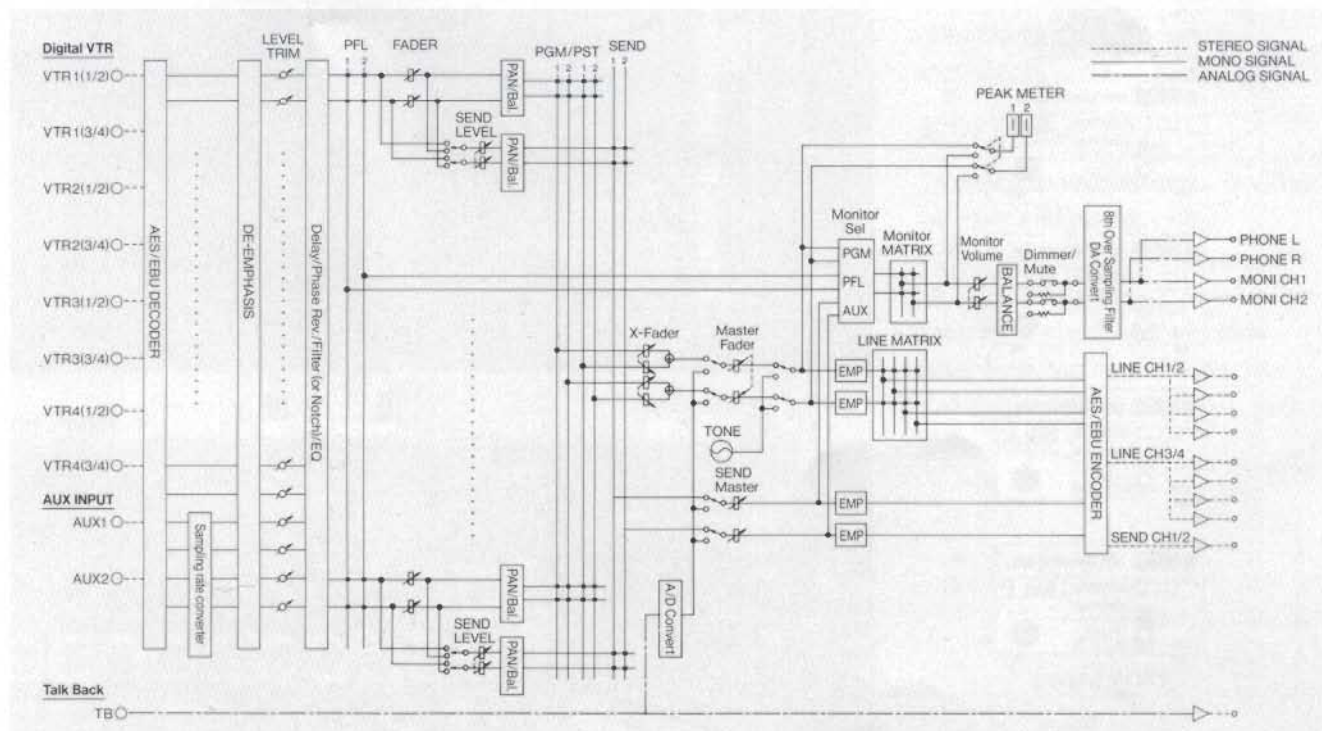 Digital VTR
LEVEL TRIM
PFL
FADER
PGM/PST
SEND
STEREO SIGNAL
MONO SIGNAL
ANALOG SIGNAL
1 2
1 2 1 2
1 2
VTR1(1/2)
VTR1(3/4)
VTR2(1/2)
VTR2(3/4)
VTR3(1/2)
VTR3(3/4)
VTR4(1/2)
VTR4(3/4)
AUX INPUT
AUX1
AUX2
Talk Back
TB
AES/EBU DECODER
Sampling rate converter
DE-EMPHASIS
Delay/Phase Rev./Filter (or Notch)/EQ
PAN/Bal.
SEND LEVEL
PAN/Bal.
PAN/Bal.
SEND LEVEL
PAN/Bal.
PEAK METER
1 2
Monitor Sel
PGM
PFL
AUX
Monitor MATRIX
Monitor Volume
BALANCE
Dimmer/ Mute
8th Over Sampling Filter
DA Convert
PHONE L
PHONE R
MONI CH1
MONI CH2
X-Fader
Master Fader
LINE MATRIX
EMP
EMP
TONE
SEND Master
EMP
EMP
A/D Convert
AES/EBU ENCODER
LINE CH1/2
LINE CH3/4
SEND CH1/2